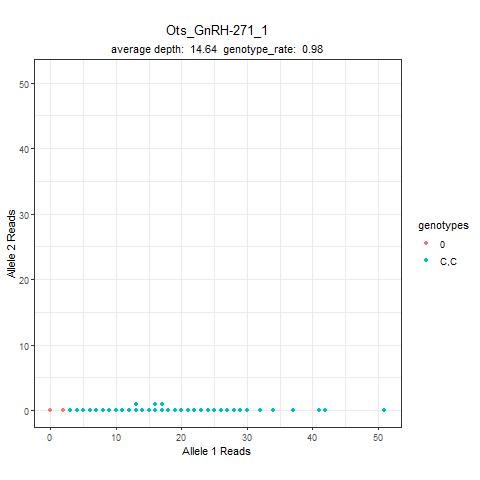 Ots_GnRH-271_1
average depth: 14.64 genotype_rate: 0.98
50
40
30
20
10
0
Allele 2 Reads
0 10 20 30 40 50
Allele 1 Reads
genotypes
0
C,C